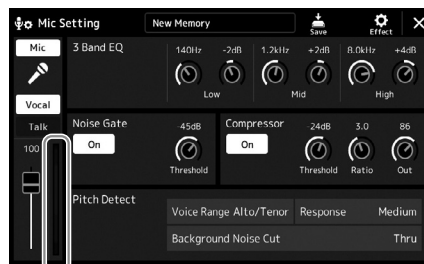 Mic Setting
New Memory
Save
Effect
Mic
Vocal
Talk
100
3 Band EQ
140Hz -2dB 1.2kHz +2dB 8.0kHz +4dB
Low Mid High
Noise Gate
On
-45dB
Threshold
Compressor
On
-24dB 3.0 86
Threshold Ratio Out
Pitch Detect
Voice Range Alto/Tenor
Response Medium
Background Noise Cut Thru